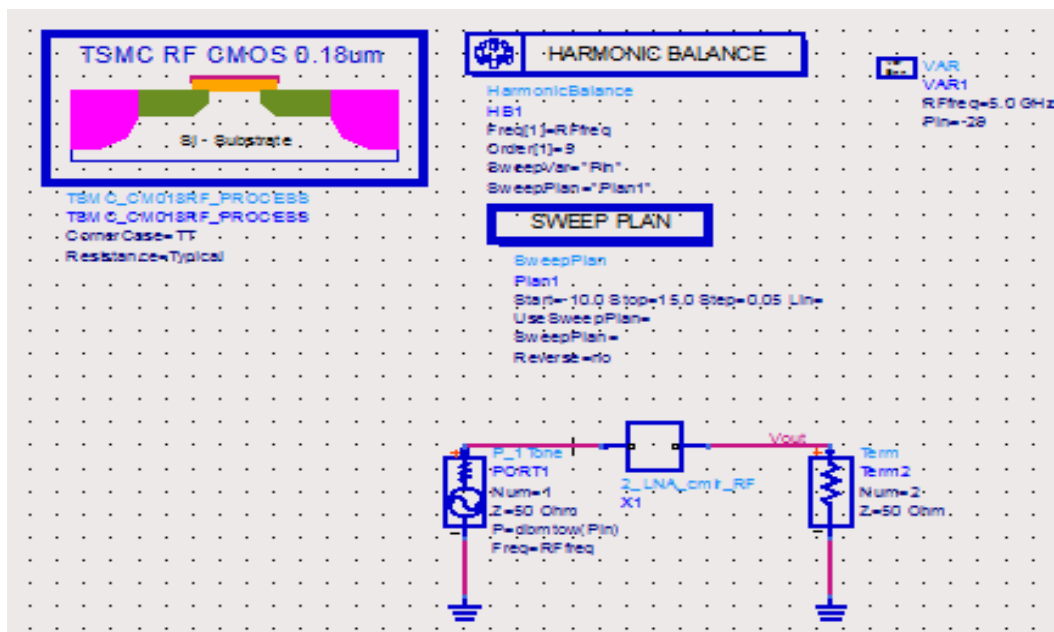 TSMC RF CMOS 0.18um
Si - Substrate
TSMC_CM018RF_PROCESS
TSMC_CM018RF_PROCESS
CornerCase=TT
Resistance=Typical
HARMONIC BALANCE
HarmonicBalance
HB1
Freq[1]=RFfreq
Order[1]=9
SweepVar="Pin"
SweepPlan="Plan1"
SWEEP PLAN
SweepPlan
Plan1
Start=-10.0 Stop=15.0 Step=0.05 Lin=
UseSweepPlan=
SweepPlan=
Reverse=no
VAR
VAR1
RFfreq=5.0 GHz
P_1Tone
PORT1
Num=1
Z=50 Ohm
P=dbmtow(Pin)
Freq=RFfreq
X1
Vout
Term
Term2
Num=2
Z=50 Ohm